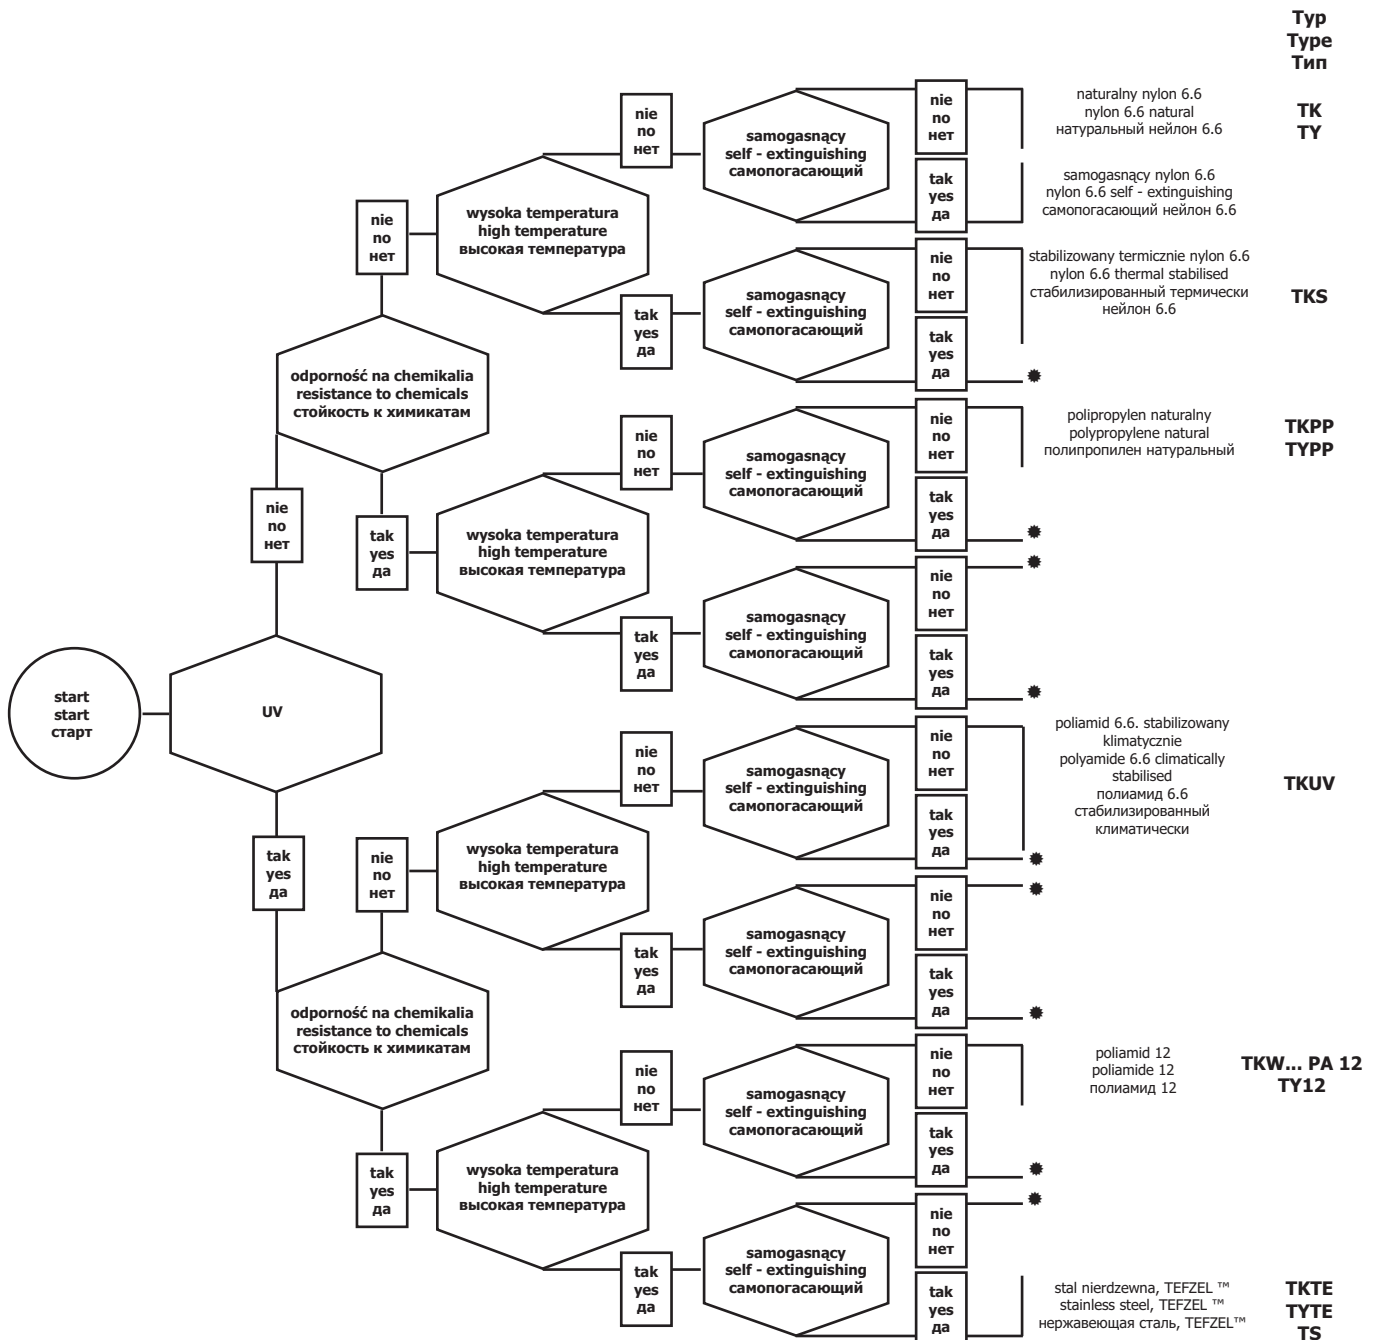 Typ
Type
Тип
nie
no
нет
samogasnący
self - extinguishing
самопогасающий
nie
no
нет
naturalny nylon 6.6
nylon 6.6 natural
натуральный нейлон 6.6
TK
TY
tak
yes
да
samogasnący nylon 6.6
nylon 6.6 self - extinguishing
самопогасающий нейлон 6.6
nie
no
нет
wysoka temperatura
high temperature
высокая температура
tak
yes
да
samogasnący
self - extinguishing
самопогасающий
nie
no
нет
stabilizowany termicznie nylon 6.6
nylon 6.6 thermal stabilised
стабилизированный термически
нейлон 6.6
TKS
tak
yes
да
odporność na chemikalia
resistance to chemicals
стойкость к химикатам
nie
no
нет
samogasnący
self - extinguishing
самопогасающий
nie
no
нет
polipropylen naturalny
polypropylene natural
полипропилен натуральный
TKPP
TYPP
tak
yes
да
nie
no
нет
tak
yes
да
wysoka temperatura
high temperature
высокая температура
tak
yes
да
samogasnący
self - extinguishing
самопогасающий
nie
no
нет
tak
yes
да
start
start
старт
UV
nie
no
нет
samogasnący
self - extinguishing
самопогасающий
nie
no
нет
poliamid 6.6. stabilizowany
klimatycznie
polyamide 6.6 climatically
stabilised
полиамид 6.6
стабилизированный
климатически
TKUV
tak
yes
да
tak
yes
да
nie
no
нет
wysoka temperatura
high temperature
высокая температура
tak
yes
да
samogasnący
self - extinguishing
самопогасающий
nie
no
нет
tak
yes
да
odporność na chemikalia
resistance to chemicals
стойкость к химикатам
nie
no
нет
samogasnący
self - extinguishing
самопогасающий
nie
no
нет
poliamid 12
poliamide 12
полиамид 12
TKW... PA 12
TY12
tak
yes
да
tak
yes
да
wysoka temperatura
high temperature
высокая температура
tak
yes
да
samogasnący
self - extinguishing
самопогасающий
nie
no
нет
tak
yes
да
stal nierdzewna, TEFZEL ™
stainless steel, TEFZEL ™
нержавеющая сталь, TEFZEL™
TKTE
TYTE
TS